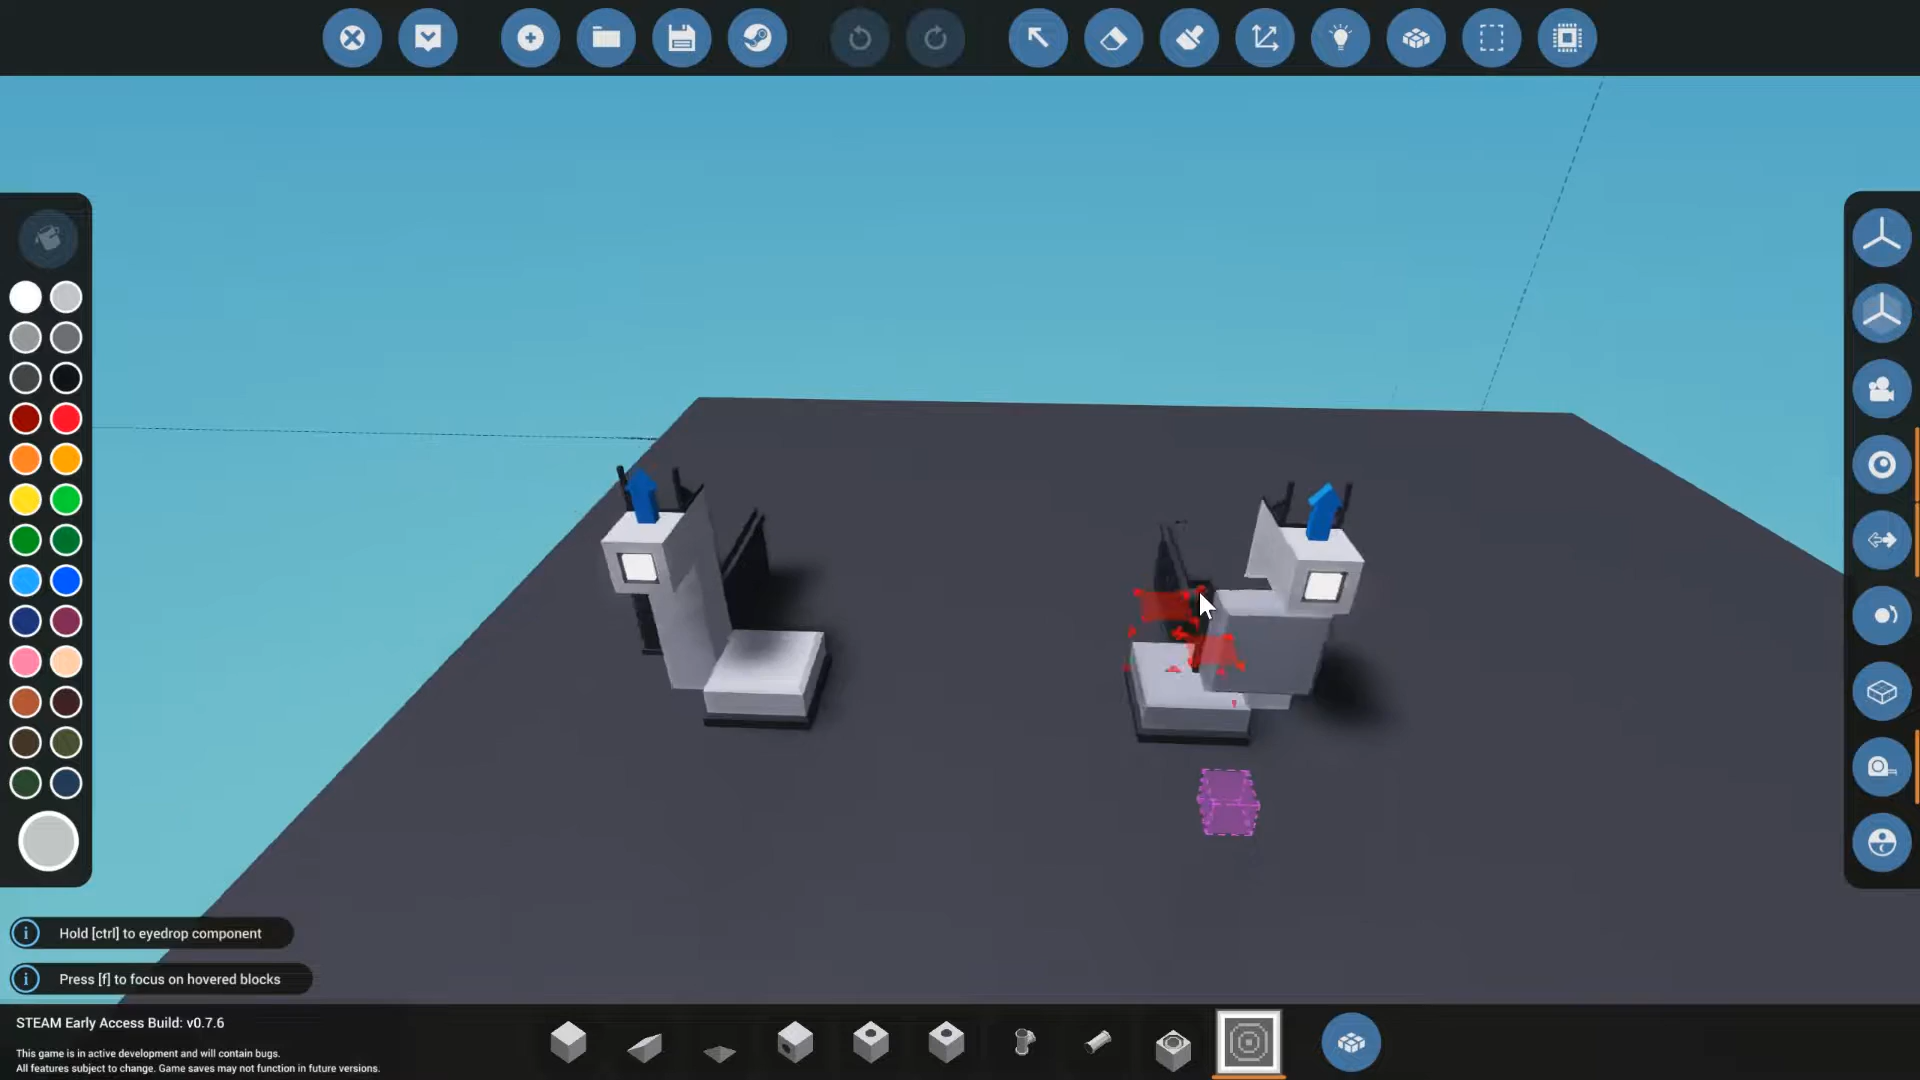 Hold [ctrl] to eyedrop component
Press [f] to focus on hovered blocks
STEAM Early Access Build: v0.7.6
This game is in active development and will contain bugs.
All features subject to change. Game saves may not function in future versions.